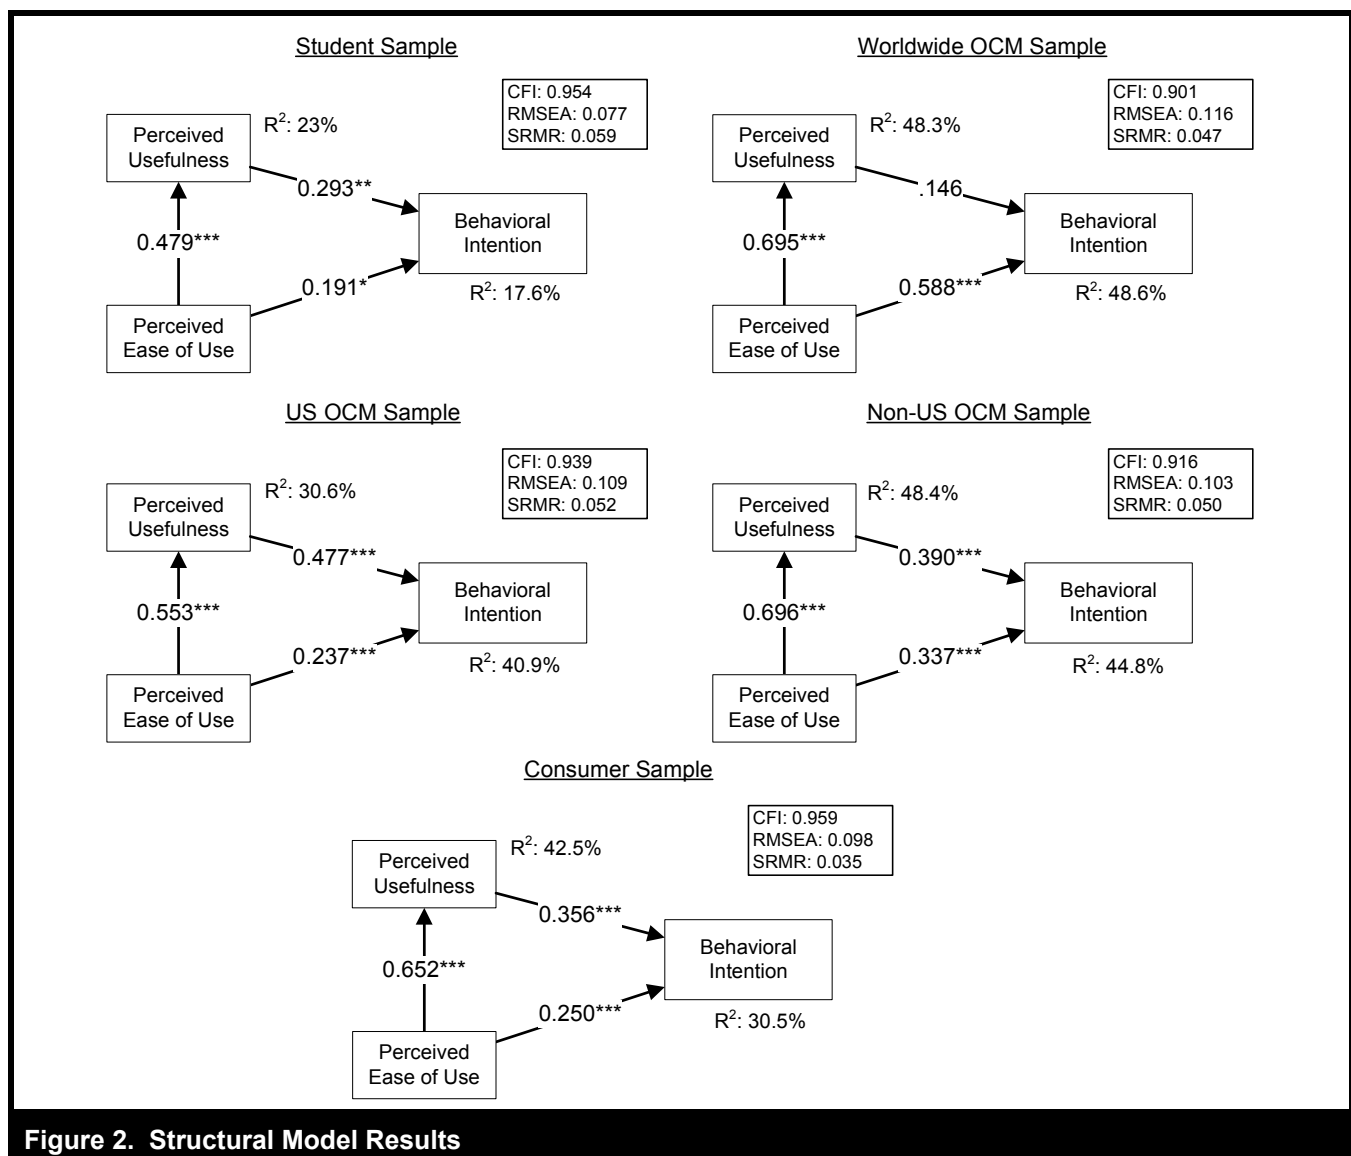 Student Sample
CFI: 0.954
RMSEA: 0.077
SRMR: 0.059
R²: 23%
Perceived
Usefulness
0.293**
Behavioral
Intention
0.479***
0.191*
R²: 17.6%
Perceived
Ease of Use
Worldwide OCM Sample
CFI: 0.901
RMSEA: 0.116
SRMR: 0.047
R²: 48.3%
Perceived
Usefulness
.146
Behavioral
Intention
0.695***
0.588***
R²: 48.6%
Perceived
Ease of Use
US OCM Sample
CFI: 0.939
RMSEA: 0.109
SRMR: 0.052
R²: 30.6%
Perceived
Usefulness
0.477***
Behavioral
Intention
0.553***
0.237***
R²: 40.9%
Perceived
Ease of Use
Non-US OCM Sample
CFI: 0.916
RMSEA: 0.103
SRMR: 0.050
R²: 48.4%
Perceived
Usefulness
0.390***
Behavioral
Intention
0.696***
0.337***
R²: 44.8%
Perceived
Ease of Use
Consumer Sample
CFI: 0.959
RMSEA: 0.098
SRMR: 0.035
R²: 42.5%
Perceived
Usefulness
0.356***
Behavioral
Intention
0.652***
0.250***
R²: 30.5%
Perceived
Ease of Use
Figure 2. Structural Model Results